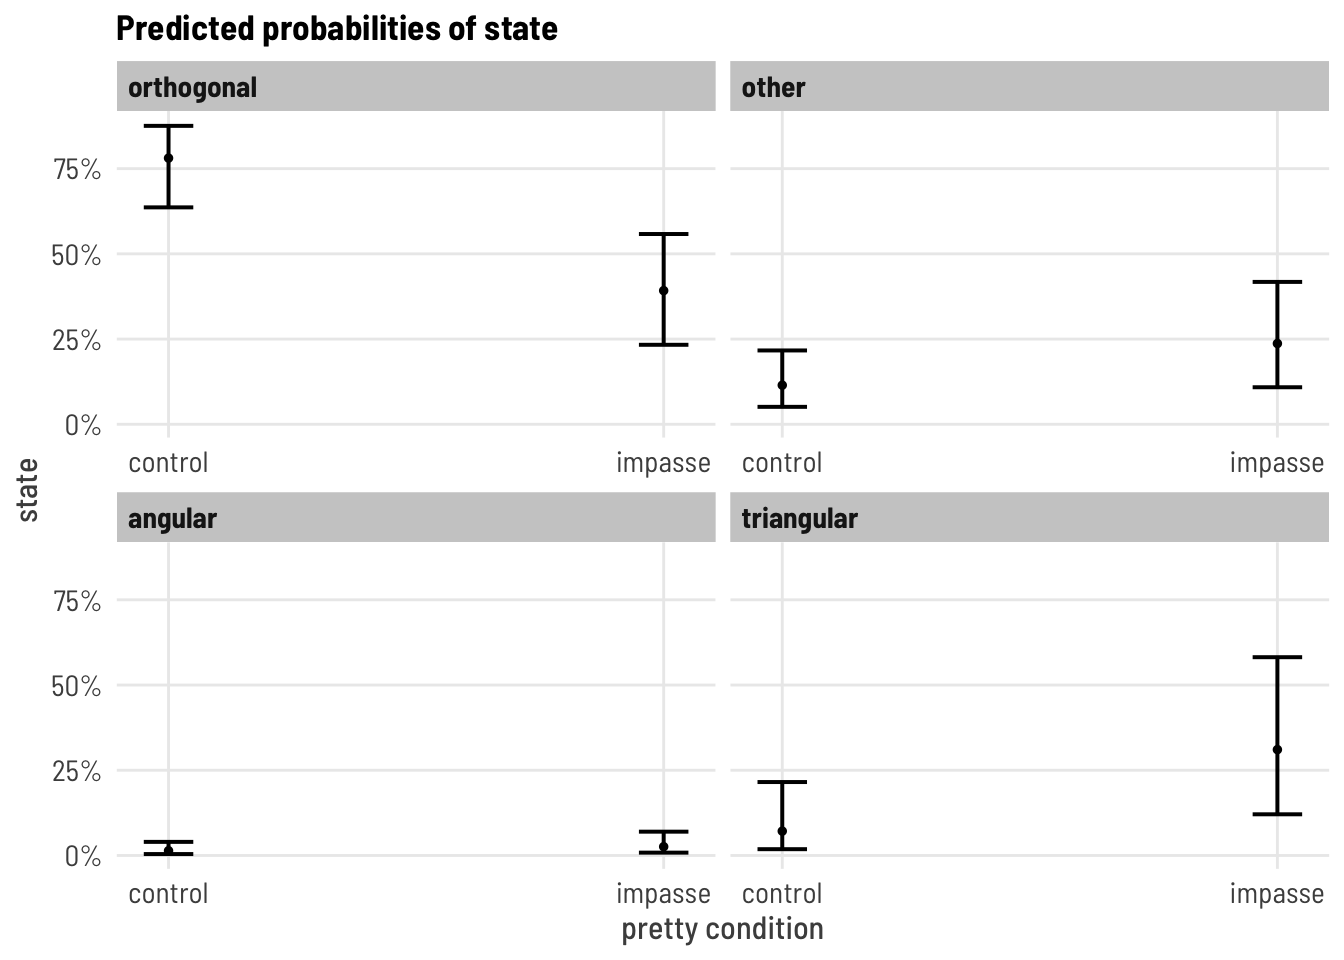 Predicted probabilities of state
orthogonal
other
75%
50%
25%
0%
control
impasse
control
impasse
state
angular
triangular
75%
50%
25%
0%
control
impasse
control
impasse
pretty condition